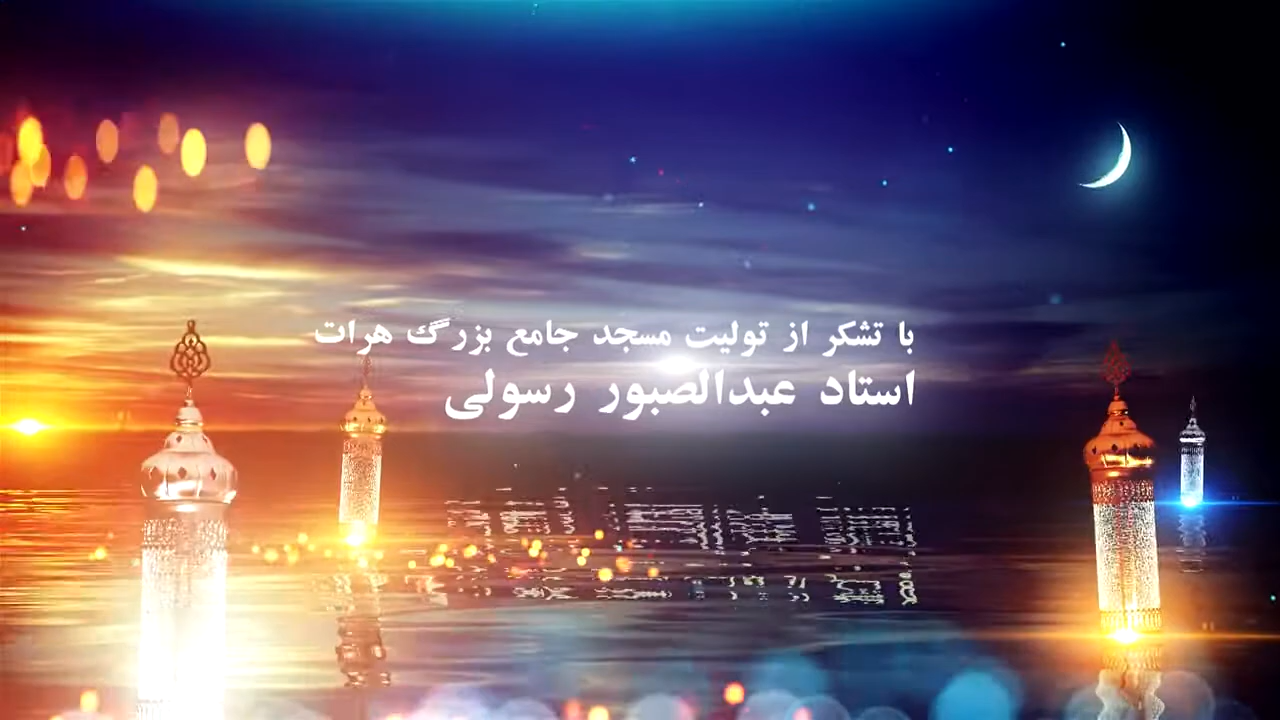 با تشکر از تولیت مسجد جامع بزرگ هرات
استاد عبدالصبور رسولی